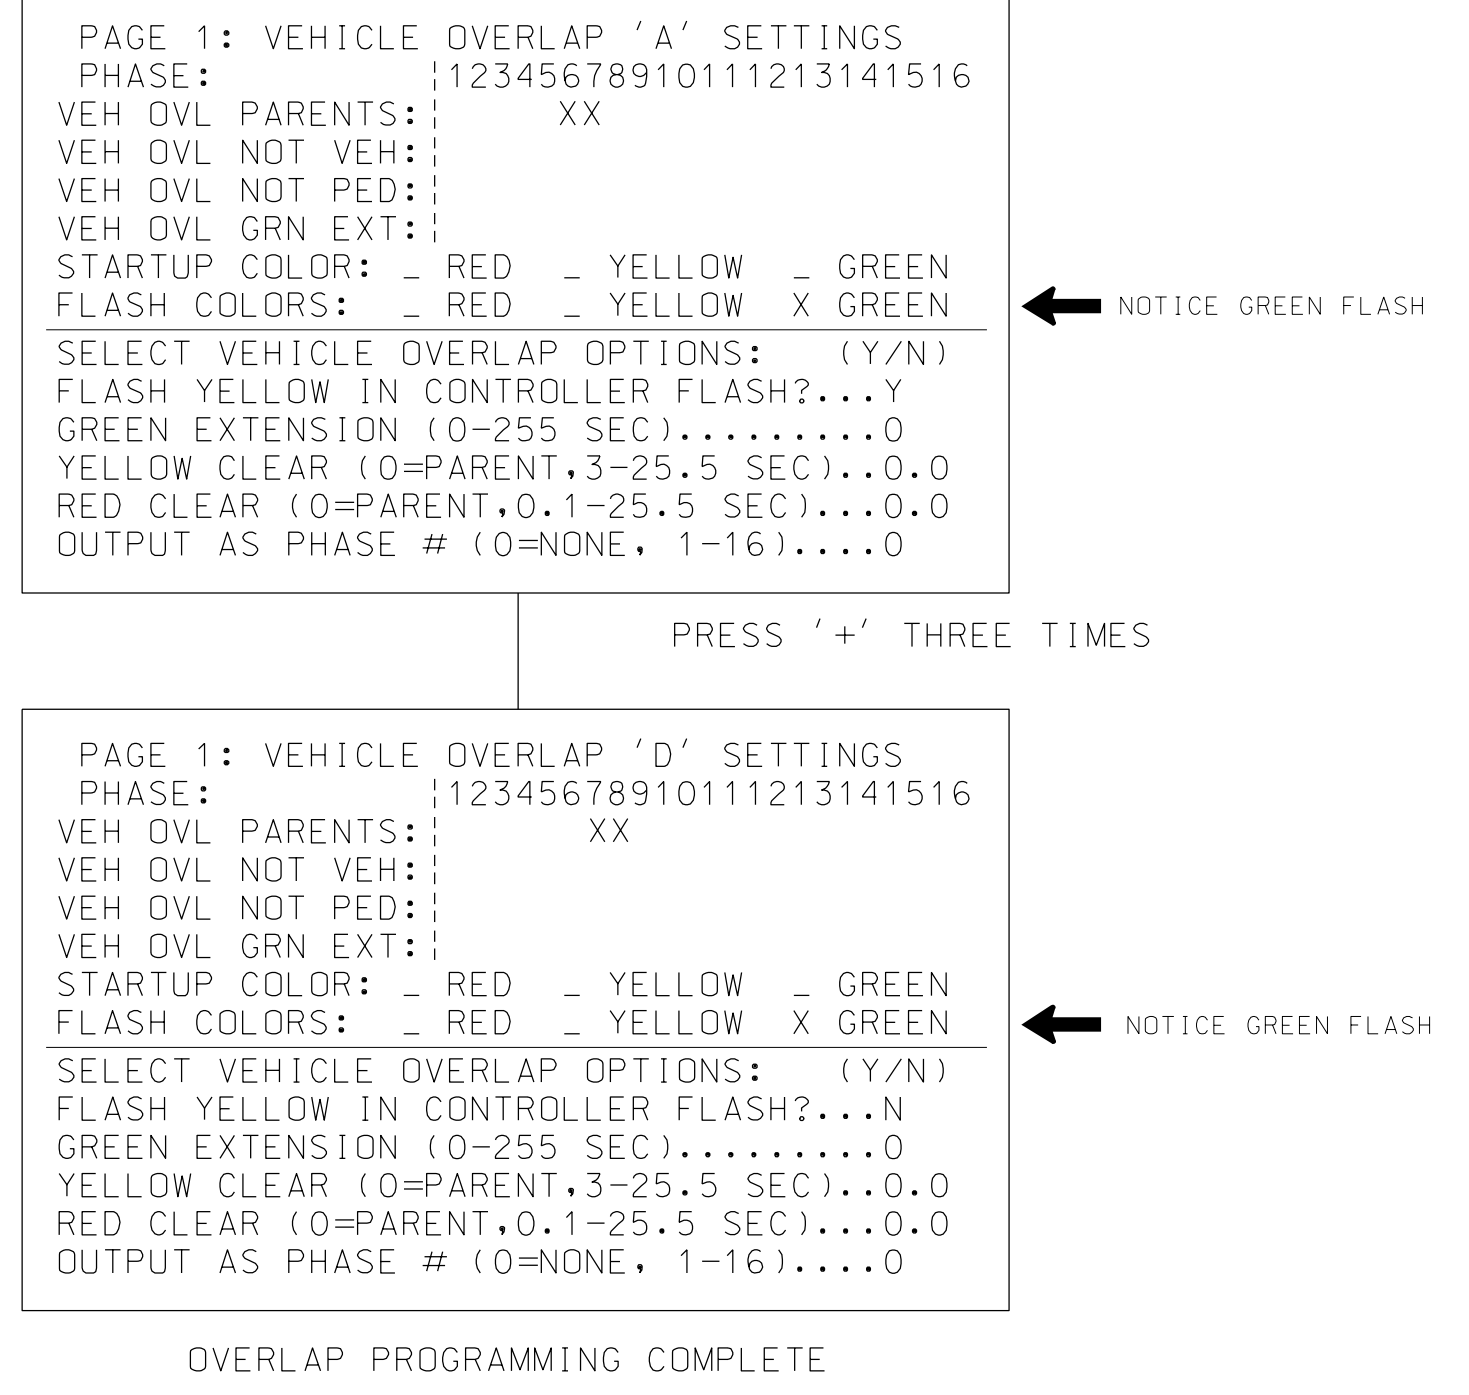 PAGE 1: VEHICLE OVERLAP 'A' SETTINGS
PHASE: |12345678910111213141516
VEH OVL PARENTS:| XX
VEH OVL NOT VEH:|
VEH OVL NOT PED:|
VEH OVL GRN EXT:|
STARTUP COLOR: _ RED _ YELLOW _ GREEN
FLASH COLORS: _ RED _ YELLOW X GREEN
NOTICE GREEN FLASH
SELECT VEHICLE OVERLAP OPTIONS: (Y/N)
FLASH YELLOW IN CONTROLLER FLASH?...Y
GREEN EXTENSION (0-255 SEC).........0
YELLOW CLEAR (0=PARENT,3-25.5 SEC)..0.0
RED CLEAR (0=PARENT,0.1-25.5 SEC)...0.0
OUTPUT AS PHASE # (0=NONE, 1-16)....0
PRESS '+' THREE TIMES
PAGE 1: VEHICLE OVERLAP 'D' SETTINGS
PHASE: |12345678910111213141516
VEH OVL PARENTS:| XX
VEH OVL NOT VEH:|
VEH OVL NOT PED:|
VEH OVL GRN EXT:|
STARTUP COLOR: _ RED _ YELLOW _ GREEN
FLASH COLORS: _ RED _ YELLOW X GREEN
NOTICE GREEN FLASH
SELECT VEHICLE OVERLAP OPTIONS: (Y/N)
FLASH YELLOW IN CONTROLLER FLASH?...N
GREEN EXTENSION (0-255 SEC).........0
YELLOW CLEAR (0=PARENT,3-25.5 SEC)..0.0
RED CLEAR (0=PARENT,0.1-25.5 SEC)...0.0
OUTPUT AS PHASE # (0=NONE, 1-16)....0
OVERLAP PROGRAMMING COMPLETE